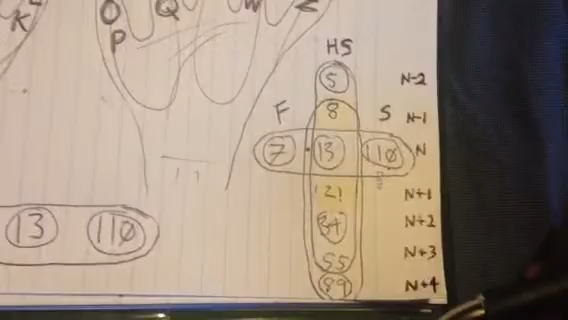 K
O Q W Z
P
HS
5 N-2
F 8 S N-1
7 13 110 N
21 N+1
13 110 34 N+2
55 N+3
89 N+4